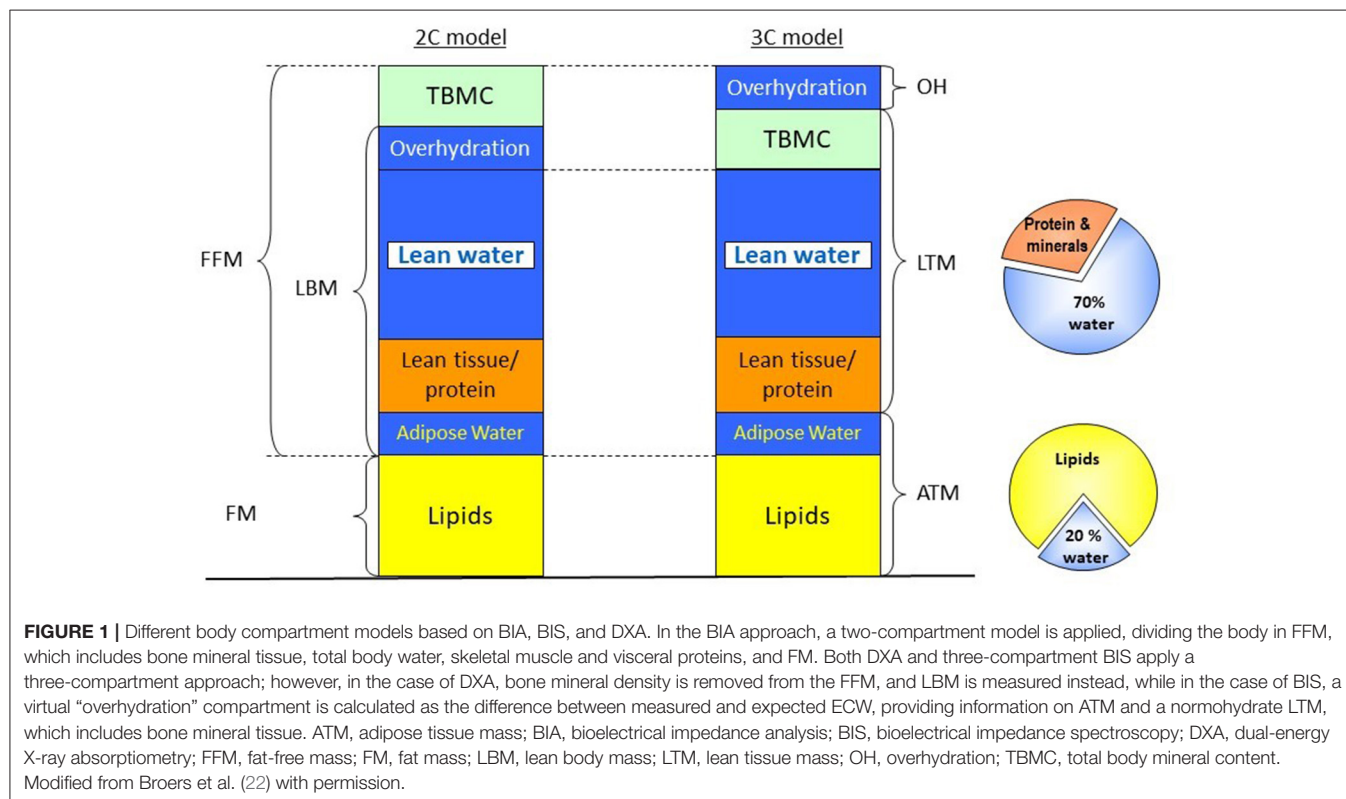 2C model
3C model
TBMC
Overhydration
Lean water
Lean tissue/
protein
Adipose Water
Lipids
FFM
LBM
FM
Overhydration
TBMC
Lean water
Lean tissue/
protein
Adipose Water
Lipids
OH
LTM
ATM
Protein &
minerals
70%
water
Lipids
20 %
water
FIGURE 1 | Different body compartment models based on BIA, BIS, and DXA. In the BIA approach, a two-compartment model is applied, dividing the body in FFM,
which includes bone mineral tissue, total body water, skeletal muscle and visceral proteins, and FM. Both DXA and three-compartment BIS apply a
three-compartment approach; however, in the case of DXA, bone mineral density is removed from the FFM, and LBM is measured instead, while in the case of BIS, a
virtual “overhydration” compartment is calculated as the difference between measured and expected ECW, providing information on ATM and a normohydrate LTM,
which includes bone mineral tissue. ATM, adipose tissue mass; BIA, bioelectrical impedance analysis; BIS, bioelectrical impedance spectroscopy; DXA, dual-energy
X-ray absorptiometry; FFM, fat-free mass; FM, fat mass; LBM, lean body mass; LTM, lean tissue mass; OH, overhydration; TBMC, total body mineral content.
Modified from Broers et al. (22) with permission.